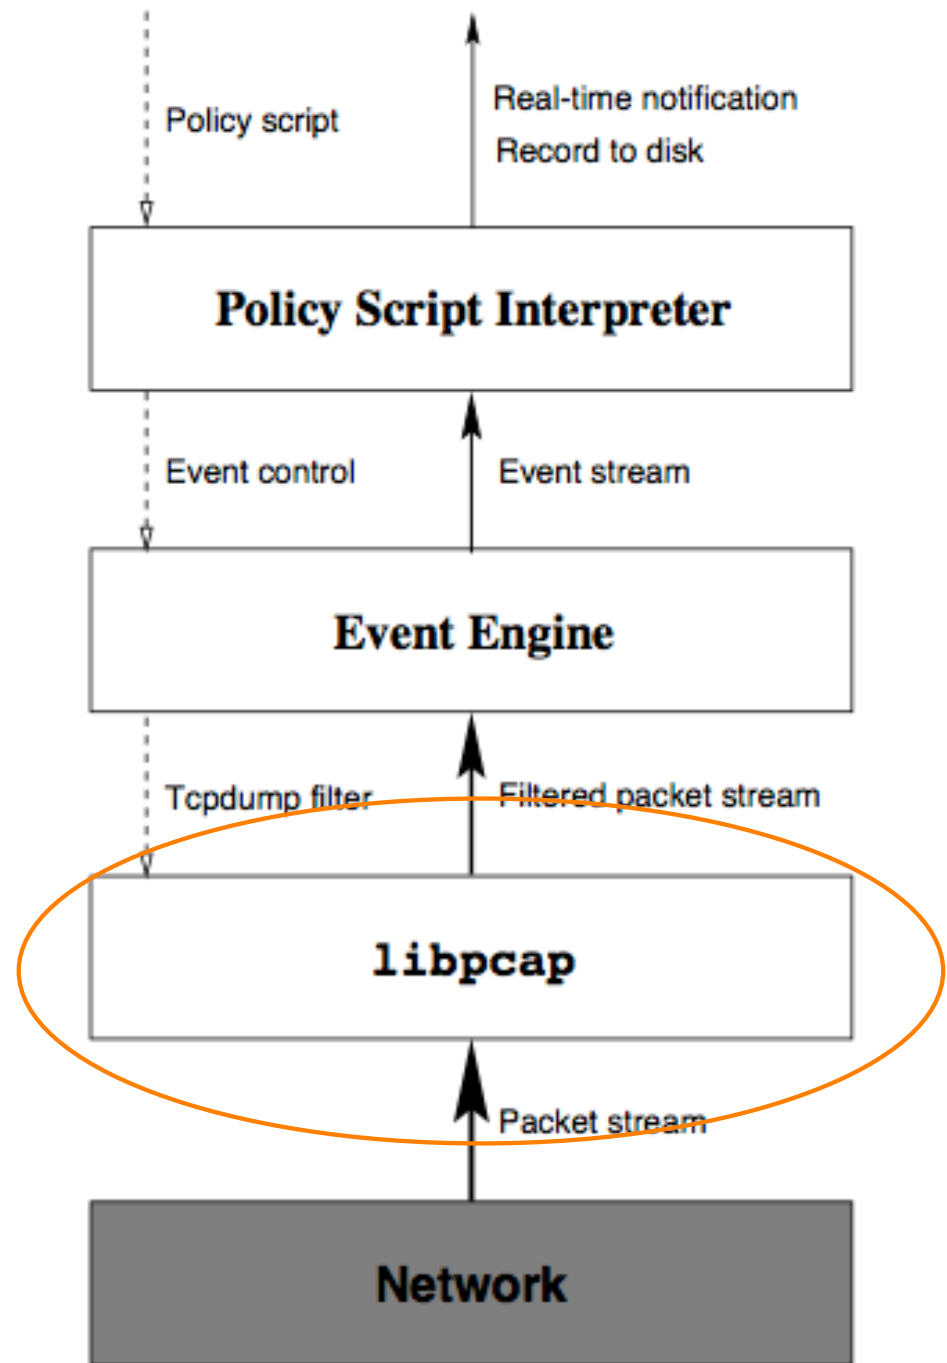 Policy script
Real-time notification
Record to disk
Policy Script Interpreter
Event control
Event stream
Event Engine
Tcpdump filter
Filtered packet stream
libpcap
Packet stream
Network